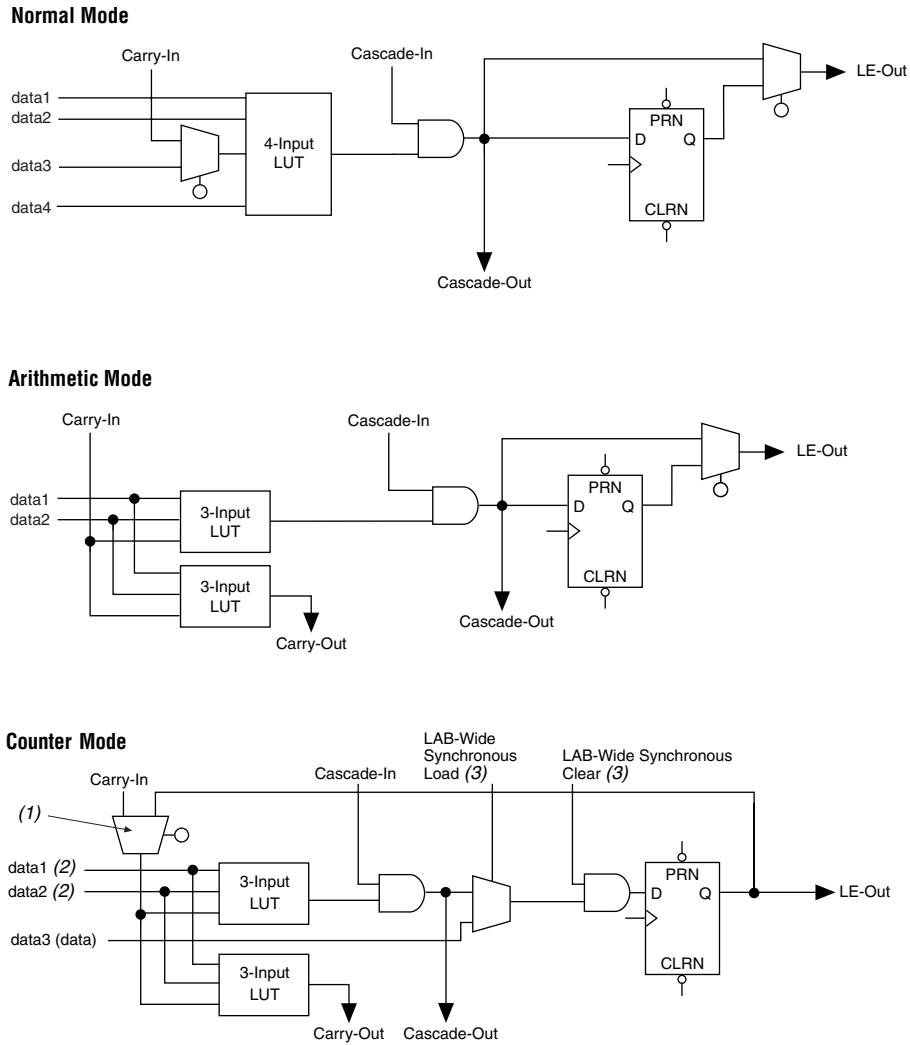 Normal Mode
Carry-In
Cascade-In
LE-Out
data1
data2
data3
data4
4-Input
LUT
PRN
D Q
CLRN
Cascade-Out
Arithmetic Mode
Carry-In
Cascade-In
LE-Out
data1
data2
3-Input
LUT
PRN
D Q
CLRN
3-Input
LUT
Carry-Out
Cascade-Out
Counter Mode
LAB-Wide
Synchronous
Load (3)
LAB-Wide Synchronous
Clear (3)
Cascade-In
Carry-In
(1)
data1 (2)
data2 (2)
data3 (data)
3-Input
LUT
PRN
D Q
CLRN
LE-Out
3-Input
LUT
Carry-Out
Cascade-Out